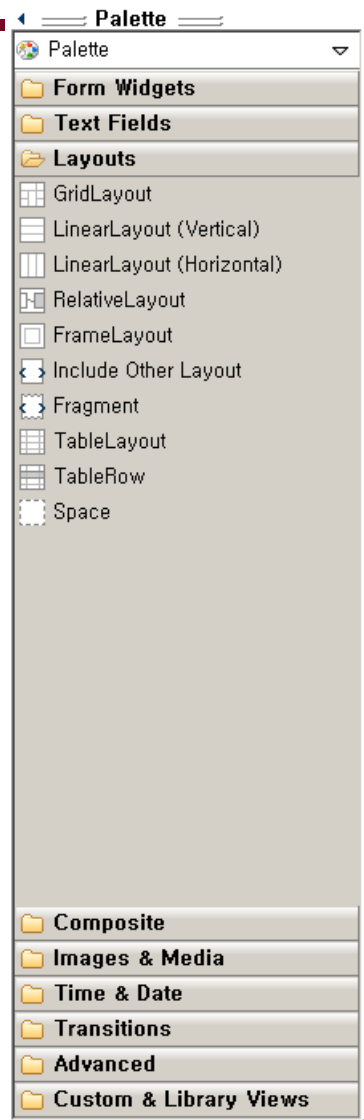 Palette
Palette
Form Widgets
Text Fields
Layouts
GridLayout
LinearLayout (Vertical)
LinearLayout (Horizontal)
RelativeLayout
FrameLayout
Include Other Layout
Fragment
TableLayout
TableRow
Space
Composite
Images & Media
Time & Date
Transitions
Advanced
Custom & Library Views